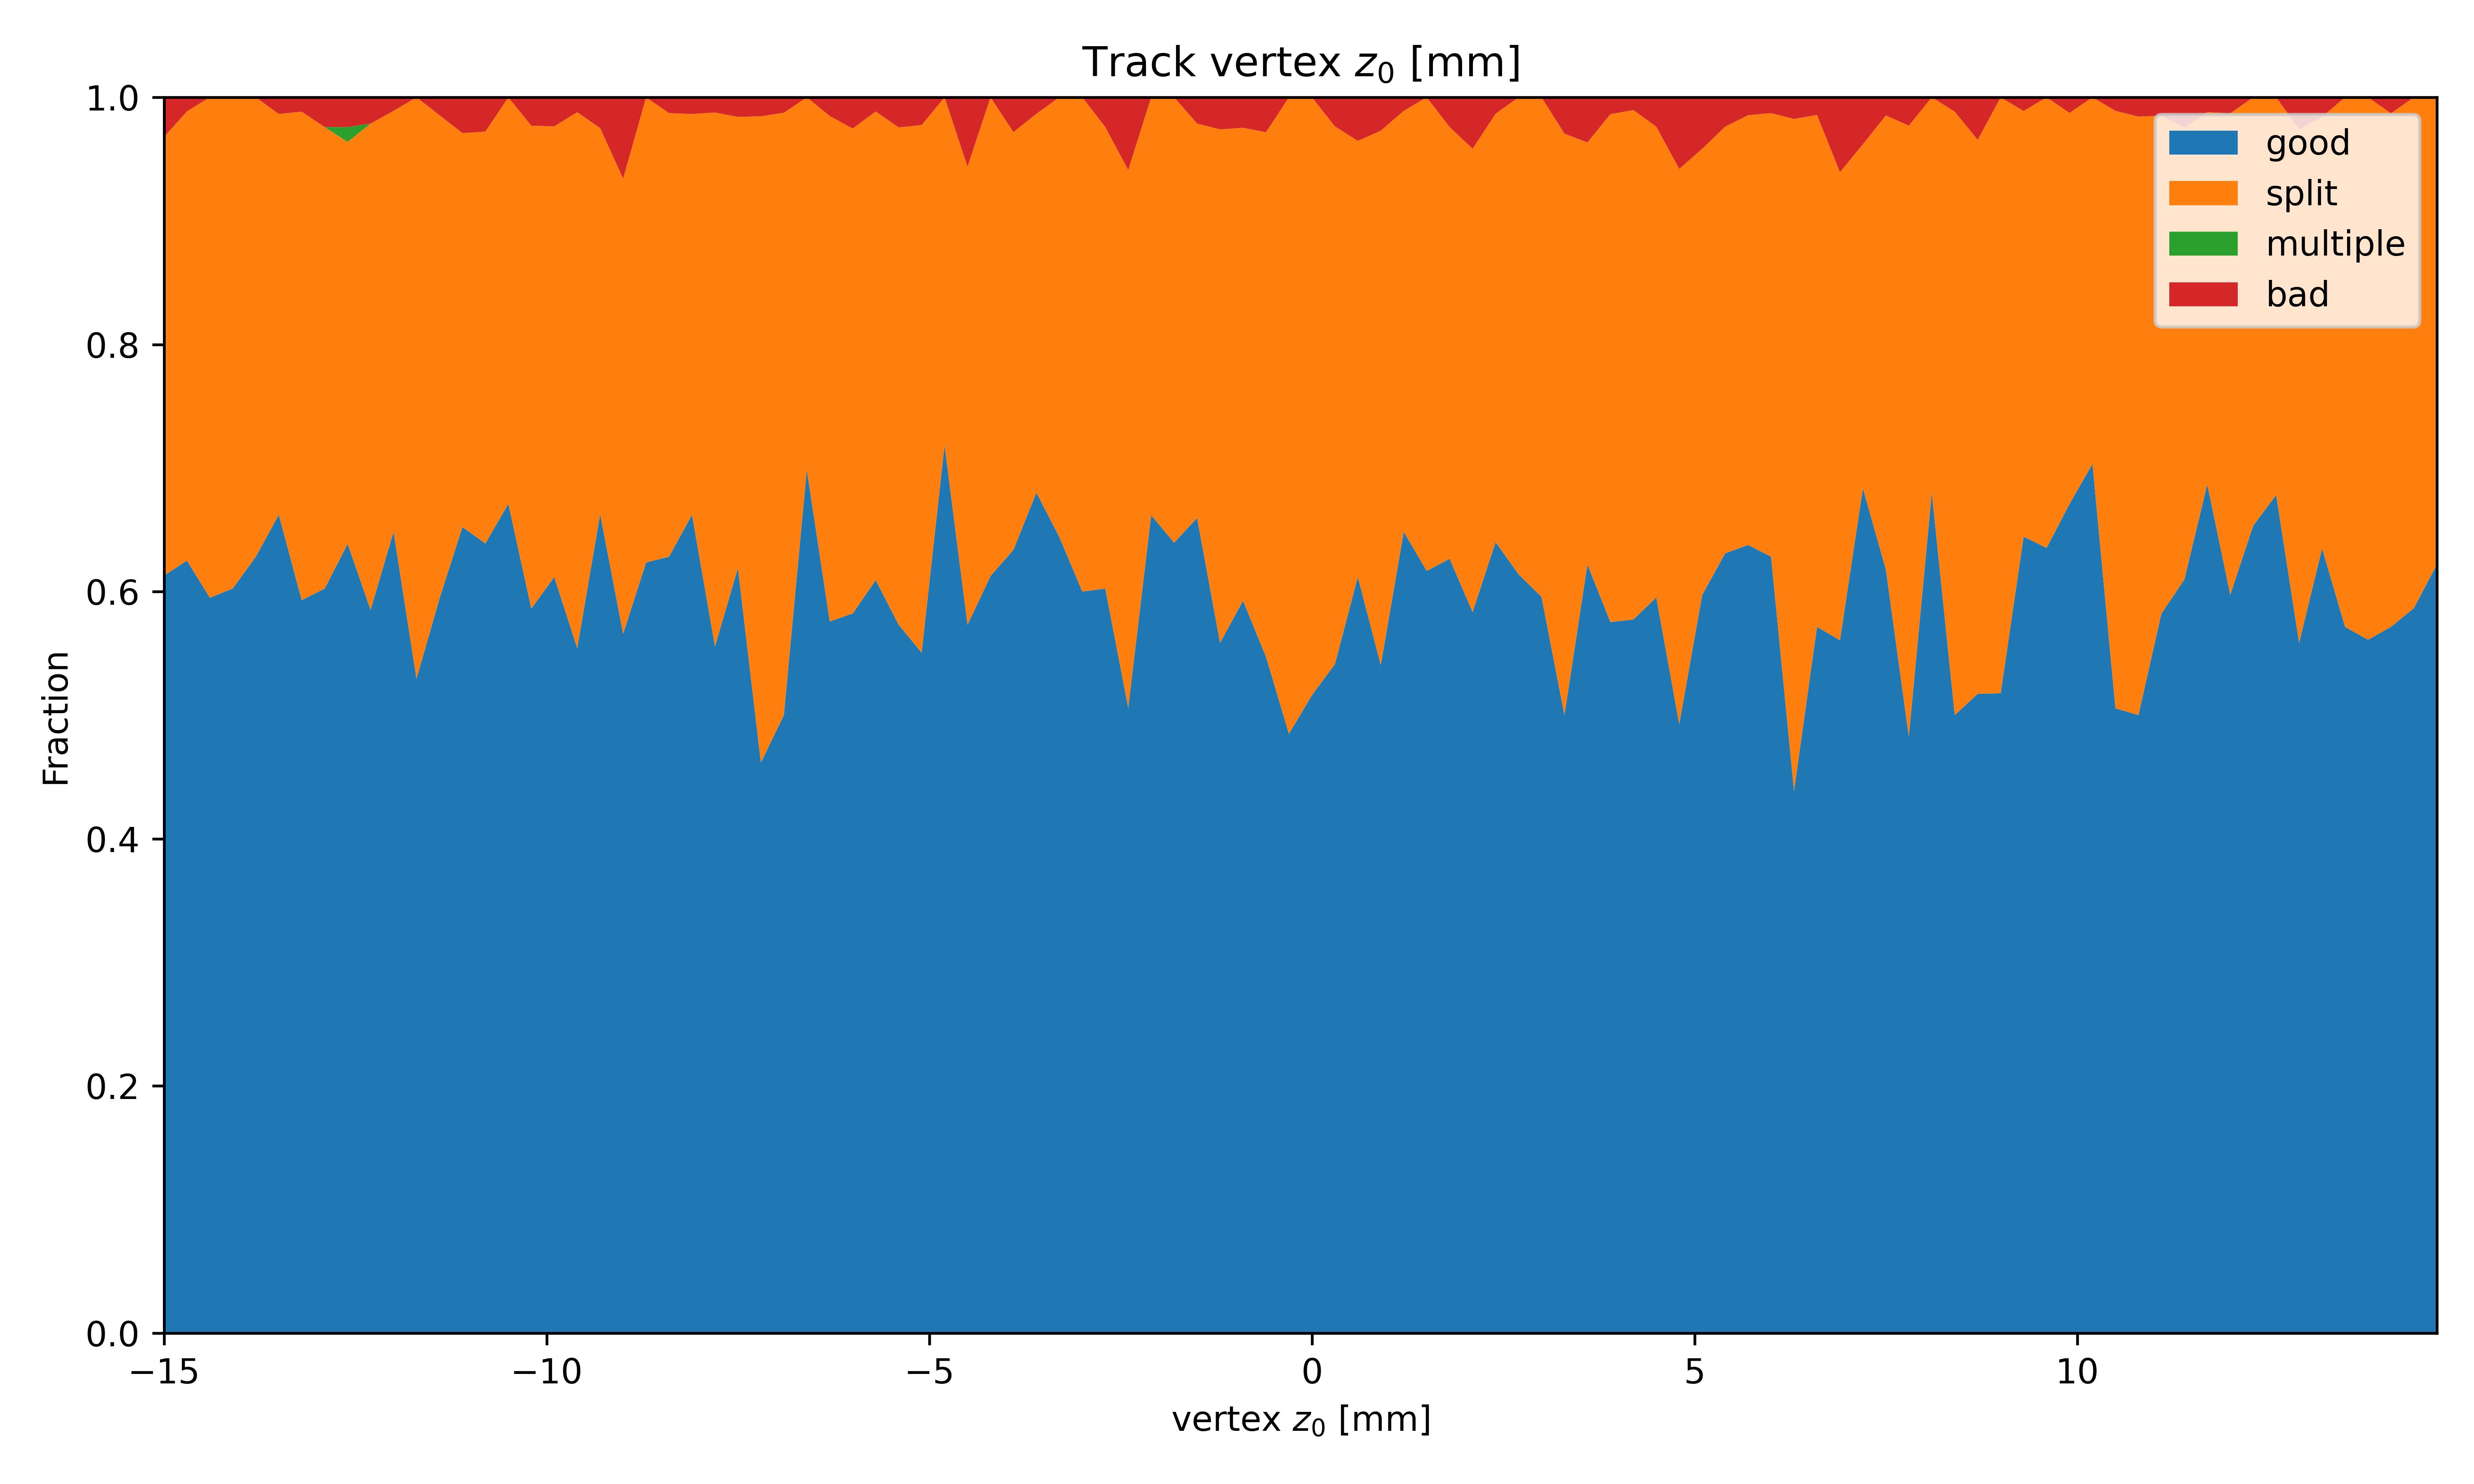 Track vertex z₀ [mm]
1.0
0.8
0.6
0.4
0.2
0.0
Fraction
good
split
multiple
bad
−15
−10
−5
0
5
10
vertex z₀ [mm]